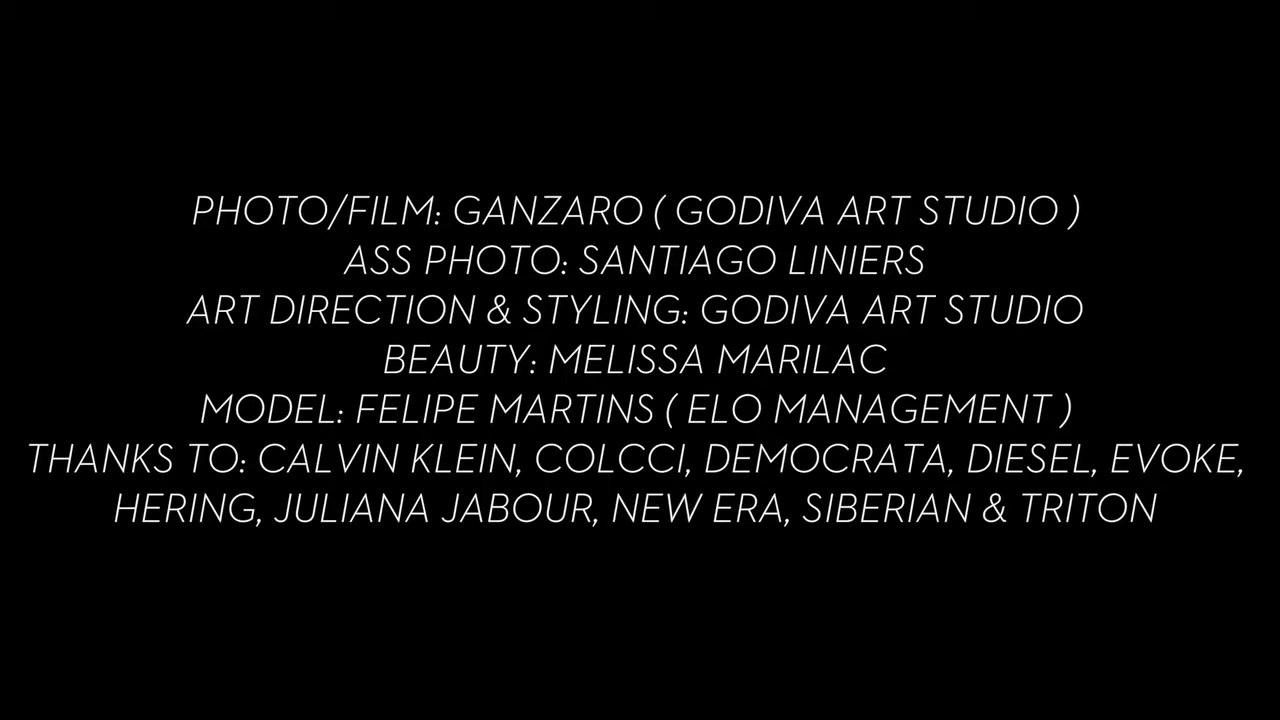 PHOTO/FILM: GANZARO ( GODIVA ART STUDIO )
ASS PHOTO: SANTIAGO LINIERS
ART DIRECTION & STYLING: GODIVA ART STUDIO
BEAUTY: MELISSA MARILAC
MODEL: FELIPE MARTINS ( ELO MANAGEMENT )
THANKS TO: CALVIN KLEIN, COLCCI, DEMOCRATA, DIESEL, EVOKE,
HERING, JULIANA JABOUR, NEW ERA, SIBERIAN & TRITON